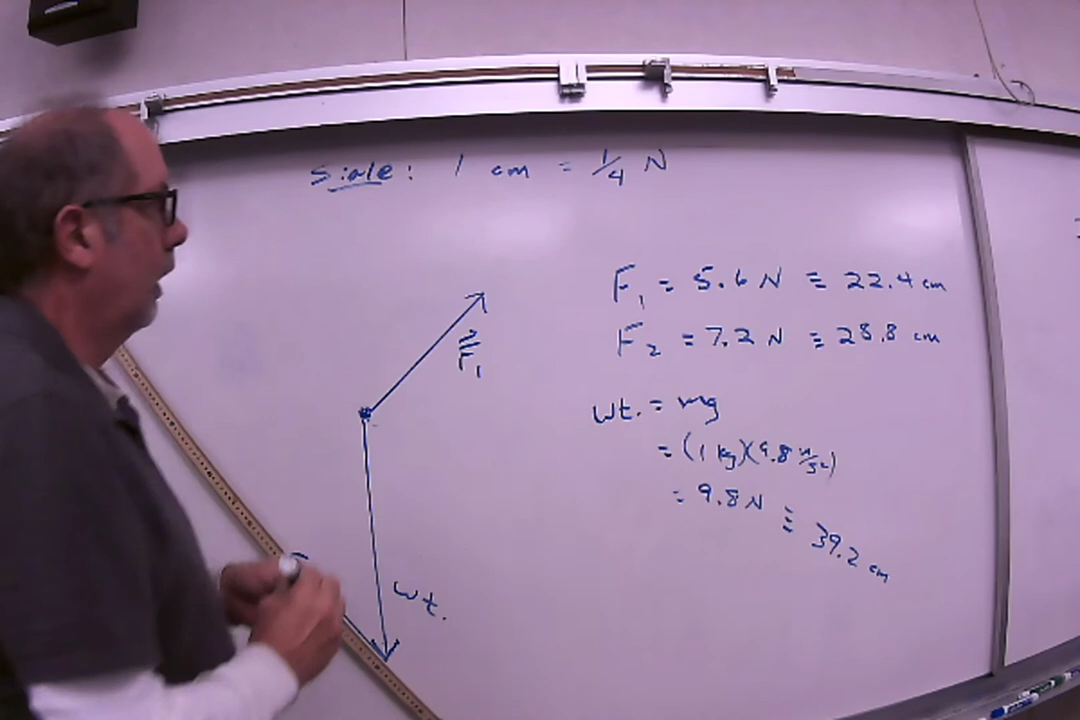 Scale: 1 cm = 1/4 N
F₁ = 5.6 N ≡ 22.4 cm
F₂ = 7.2 N ≡ 28.8 cm
F₁
wt. = mg
= (1 kg)(9.8 m/s²)
= 9.8 N ≡ 39.2 cm
wt.